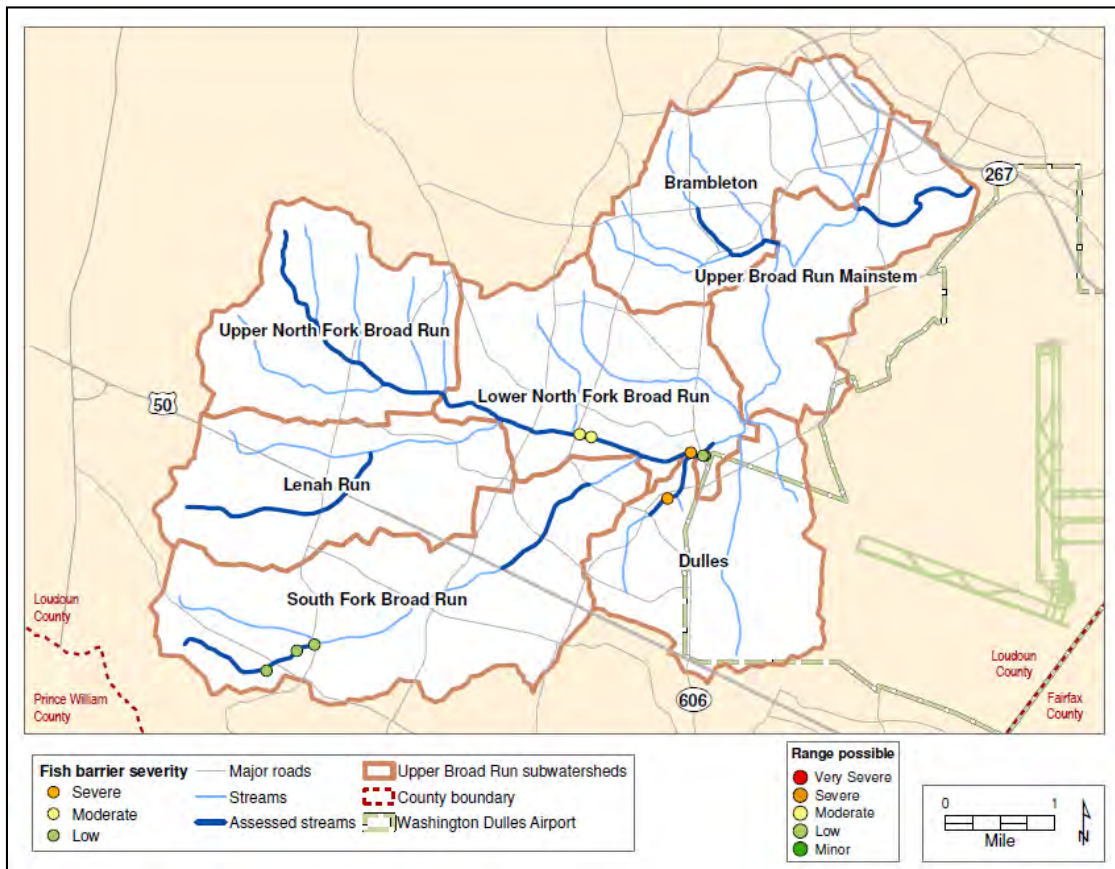 267
Brambleton
Upper Broad Run Mainstem
Upper North Fork Broad Run
Lower North Fork Broad Run
50
Lenah Run
Dulles
South Fork Broad Run
Loudoun
County
Prince William
County
Loudoun
County
Fairfax
County
606
Fish barrier severity
Severe
Moderate
Low
Major roads
Streams
Assessed streams
Upper Broad Run subwatersheds
County boundary
Washington Dulles Airport
Range possible
Very Severe
Severe
Moderate
Low
Minor
0 1
Mile
N